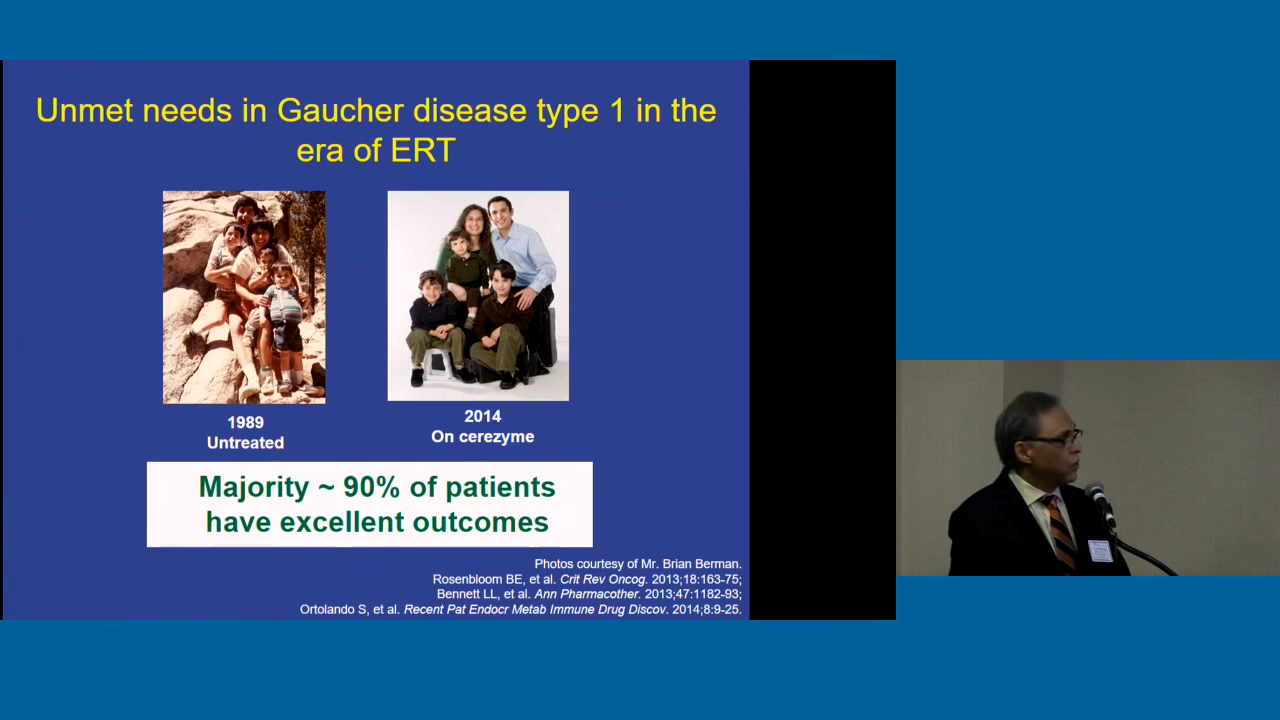 Unmet needs in Gaucher disease type 1 in the
era of ERT
1989
Untreated
2014
On cerezyme
Majority ~ 90% of patients
have excellent outcomes
Photos courtesy of Mr. Brian Berman.
Rosenbloom BE, et al. Crit Rev Oncog. 2013;18:163-75;
Bennett LL, et al. Ann Pharmacother. 2013;47:1182-93;
Ortolando S, et al. Recent Pat Endocr Metab Immune Drug Discov. 2014;8:9-25.